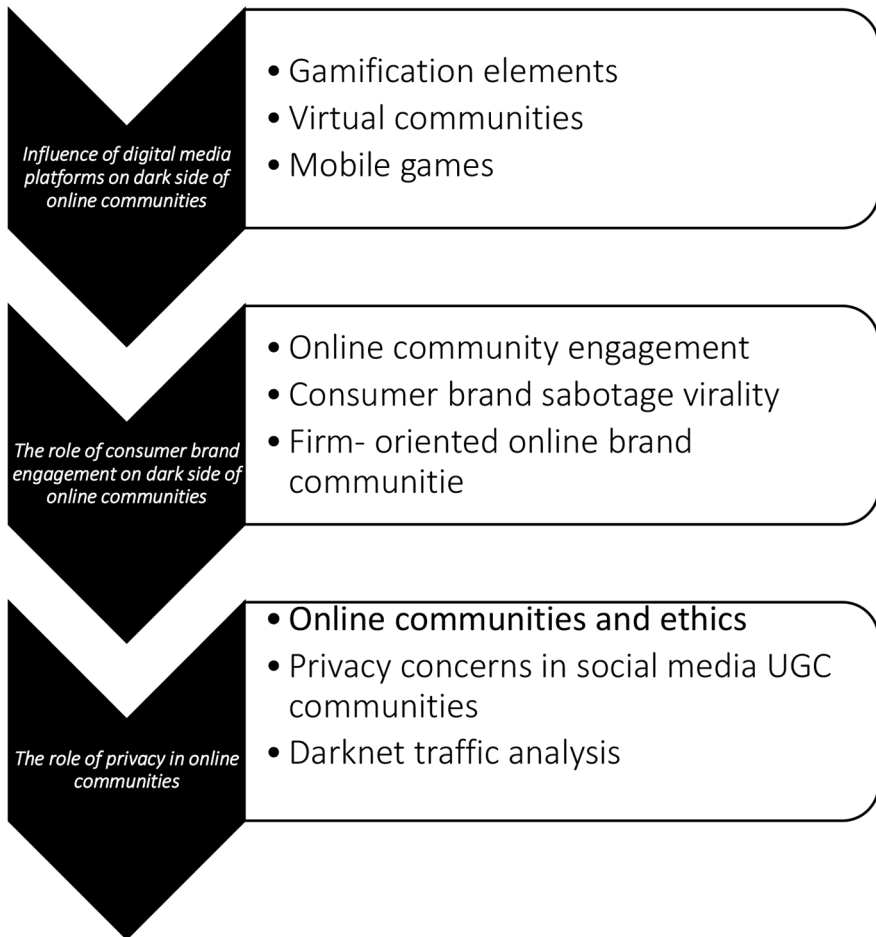 Influence of digital media
platforms on dark side of
online communities
• Gamification elements
• Virtual communities
• Mobile games
The role of consumer brand
engagement on dark side of
online communities
• Online community engagement
• Consumer brand sabotage virality
• Firm- oriented online brand
communitie
The role of privacy in online
communities
• Online communities and ethics
• Privacy concerns in social media UGC
communities
• Darknet traffic analysis